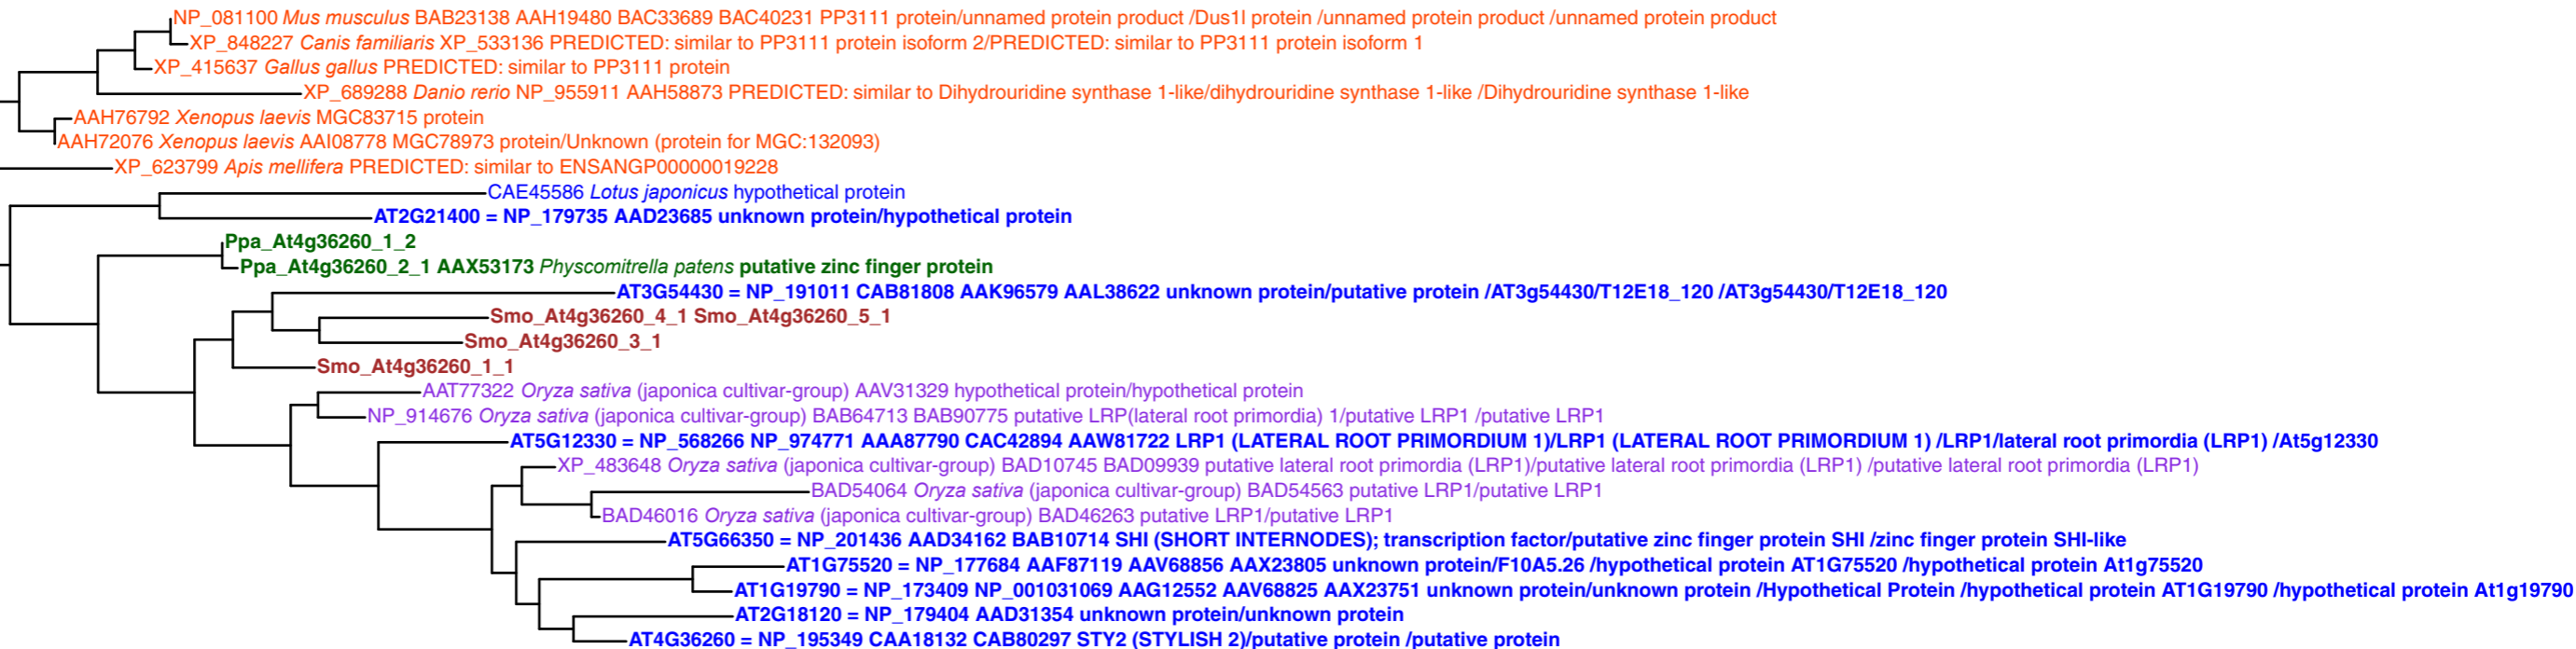 NP_081100 Mus musculus BAB23138 AAH19480 BAC33689 BAC40231 PP3111 protein/unnamed protein product /Dus1l protein /unnamed protein product /unnamed protein product
XP_848227 Canis familiaris XP_533136 PREDICTED: similar to PP3111 protein isoform 2/PREDICTED: similar to PP3111 protein isoform 1
XP_415637 Gallus gallus PREDICTED: similar to PP3111 protein
XP_689288 Danio rerio NP_955911 AAH58873 PREDICTED: similar to Dihydrouridine synthase 1-like/dihydrouridine synthase 1-like /Dihydrouridine synthase 1-like
AAH76792 Xenopus laevis MGC83715 protein
AAH72076 Xenopus laevis AAI08778 MGC78973 protein/Unknown (protein for MGC:132093)
XP_623799 Apis mellifera PREDICTED: similar to ENSANGP00000019228
CAE45586 Lotus japonicus hypothetical protein
AT2G21400 = NP_179735 AAD23685 unknown protein/hypothetical protein
Ppa_At4g36260_1_2
Ppa_At4g36260_2_1 AAX53173 Physcomitrella patens putative zinc finger protein
AT3G54430 = NP_191011 CAB81808 AAK96579 AAL38622 unknown protein/putative protein /AT3g54430/T12E18_120 /AT3g54430/T12E18_120
Smo_At4g36260_4_1 Smo_At4g36260_5_1
Smo_At4g36260_3_1
Smo_At4g36260_1_1
AAT77322 Oryza sativa (japonica cultivar-group) AAV31329 hypothetical protein/hypothetical protein
NP_914676 Oryza sativa (japonica cultivar-group) BAB64713 BAB90775 putative LRP(lateral root primordia) 1/putative LRP1 /putative LRP1
AT5G12330 = NP_568266 NP_974771 AAA87790 CAC42894 AAW81722 LRP1 (LATERAL ROOT PRIMORDIUM 1)/LRP1 (LATERAL ROOT PRIMORDIUM 1) /LRP1/lateral root primordia (LRP1) /At5g12330
XP_483648 Oryza sativa (japonica cultivar-group) BAD10745 BAD09939 putative lateral root primordia (LRP1)/putative lateral root primordia (LRP1) /putative lateral root primordia (LRP1)
BAD54064 Oryza sativa (japonica cultivar-group) BAD54563 putative LRP1/putative LRP1
BAD46016 Oryza sativa (japonica cultivar-group) BAD46263 putative LRP1/putative LRP1
AT5G66350 = NP_201436 AAD34162 BAB10714 SHI (SHORT INTERNODES); transcription factor/putative zinc finger protein SHI /zinc finger protein SHI-like
AT1G75520 = NP_177684 AAF87119 AAV68856 AAX23805 unknown protein/F10A5.26 /hypothetical protein AT1G75520 /hypothetical protein At1g75520
AT1G19790 = NP_173409 NP_001031069 AAG12552 AAV68825 AAX23751 unknown protein/unknown protein /Hypothetical Protein /hypothetical protein AT1G19790 /hypothetical protein At1g19790
AT2G18120 = NP_179404 AAD31354 unknown protein/unknown protein
AT4G36260 = NP_195349 CAA18132 CAB80297 STY2 (STYLISH 2)/putative protein /putative protein